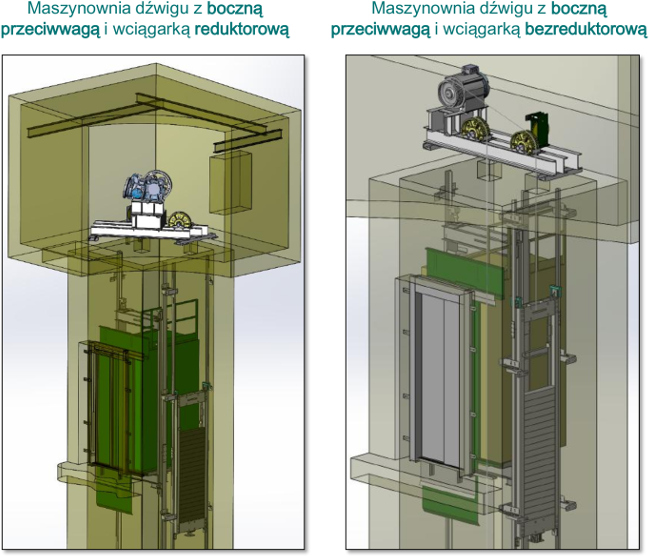 Maszynownia dźwigu z boczną
przeciwwagą i wciągarką reduktorową
Maszynownia dźwigu z boczną
przeciwwagą i wciągarką bezreduktorową